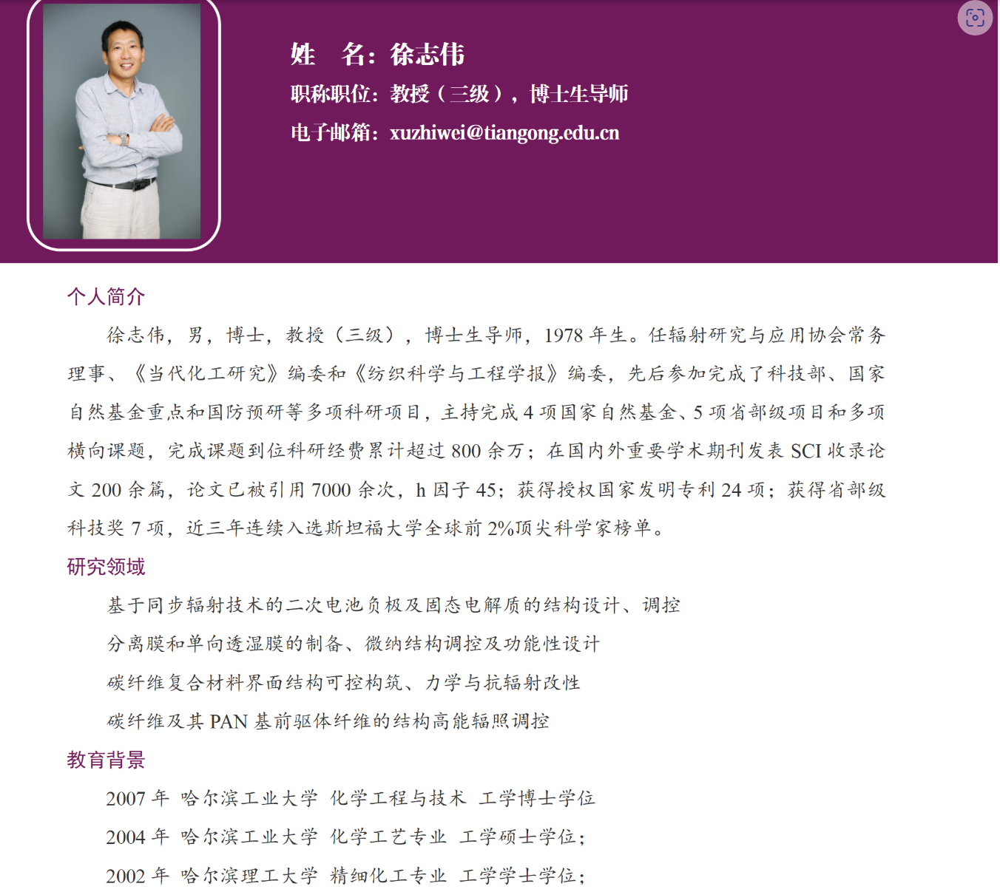 姓　名：徐志伟
职称职位：教授（三级），博士生导师
电子邮箱：xuzhiwei@tiangong.edu.cn
个人简介
徐志伟，男，博士，教授（三级），博士生导师，1978 年生。任辐射研究与应用协会常务
理事、《当代化工研究》编委和《纺织科学与工程学报》编委，先后参加完成了科技部、国家
自然基金重点和国防预研等多项科研项目，主持完成 4 项国家自然基金、5 项省部级项目和多项
横向课题，完成课题到位科研经费累计超过 800 余万；在国内外重要学术期刊发表 SCI 收录论
文 200 余篇，论文已被引用 7000 余次，h 因子 45；获得授权国家发明专利 24 项；获得省部级
科技奖 7 项，近三年连续入选斯坦福大学全球前 2%顶尖科学家榜单。
研究领域
基于同步辐射技术的二次电池负极及固态电解质的结构设计、调控
分离膜和单向透湿膜的制备、微纳结构调控及功能性设计
碳纤维复合材料界面结构可控构筑、力学与抗辐射改性
碳纤维及其 PAN 基前驱体纤维的结构高能辐照调控
教育背景
2007 年 哈尔滨工业大学 化学工程与技术 工学博士学位
2004 年 哈尔滨工业大学 化学工艺专业 工学硕士学位；
2002 年 哈尔滨理工大学 精细化工专业 工学学士学位；